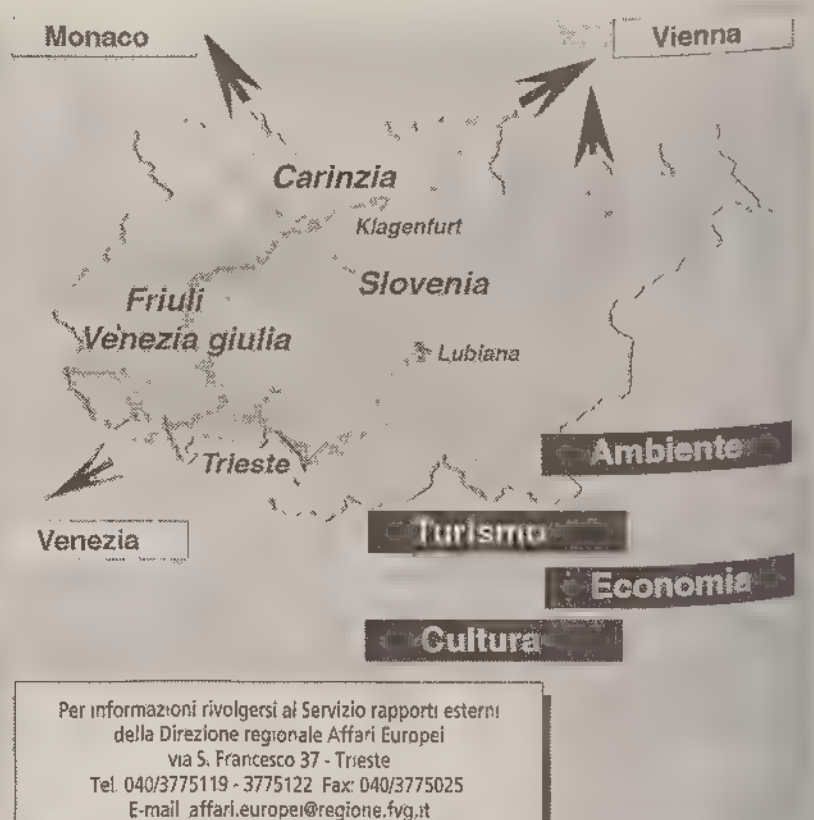 Monaco
Vienna
Carinzia
Klagenfurt
Slovenia
Friuli
Venezia giulia
Lubiana
Trieste
Ambiente
Venezia
Turismo
Economia
Cultura
Per informazioni rivolgersi al Servizio rapporti esterni
della Direzione regionale Affari Europei
via S. Francesco 37 - Trieste
Tel. 040/3775119 - 3775122 Fax: 040/3775025
E-mail affari.europei@regione.fvg.it